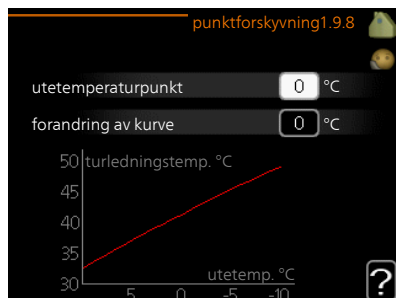 punktforskyvning1.9.8
utetemperaturpunkt 0 °C
forandring av kurve 0 °C
50 turledningstemp. °C
45
40
35
30 utetemp. °C
5 0 -5 -10
?